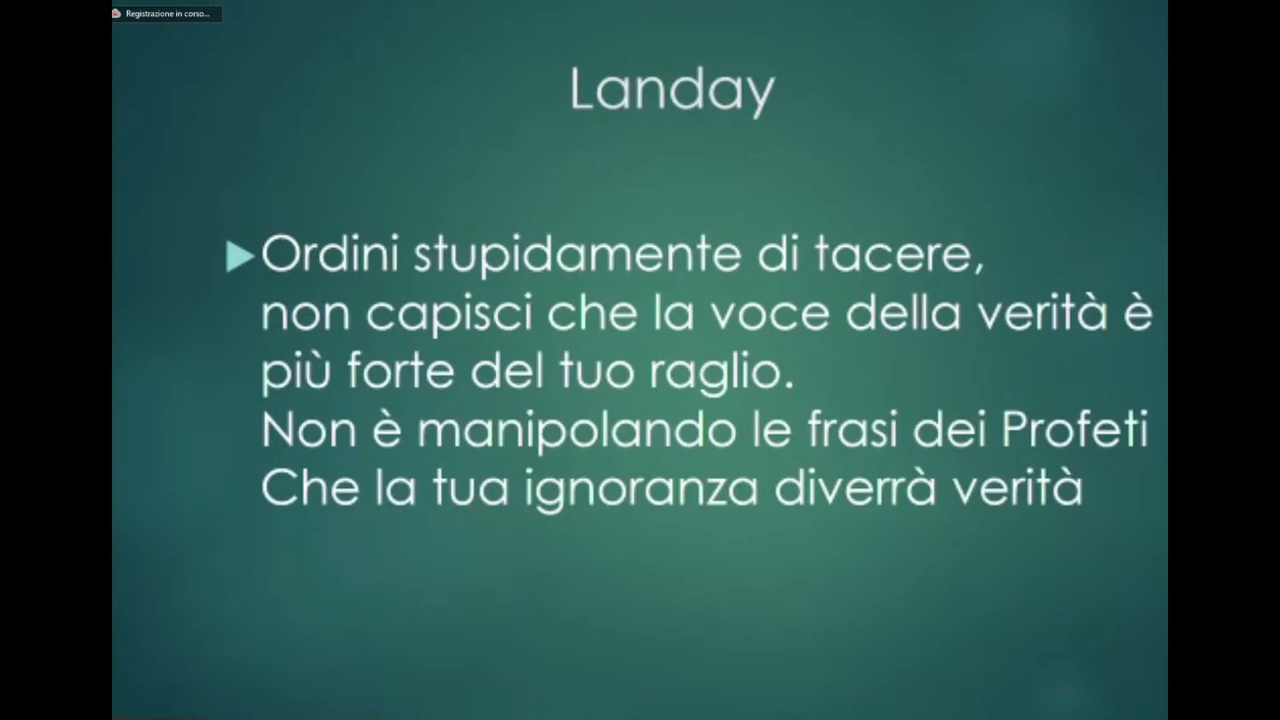 Registrazione in corso...
Landay
Ordini stupidamente di tacere,
non capisci che la voce della verità è
più forte del tuo raglio.
Non è manipolando le frasi dei Profeti
Che la tua ignoranza diverrà verità